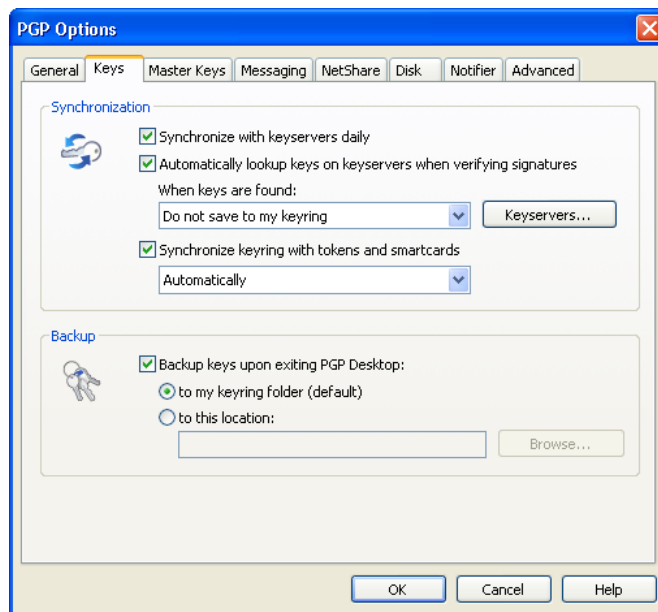 PGP Options
General Keys Master Keys Messaging NetShare Disk Notifier Advanced
Synchronization
Synchronize with keyservers daily
Automatically lookup keys on keyservers when verifying signatures
When keys are found:
Do not save to my keyring Keyservers...
Synchronize keyring with tokens and smartcards
Automatically
Backup
Backup keys upon exiting PGP Desktop:
to my keyring folder (default)
to this location:
Browse...
OK Cancel Help